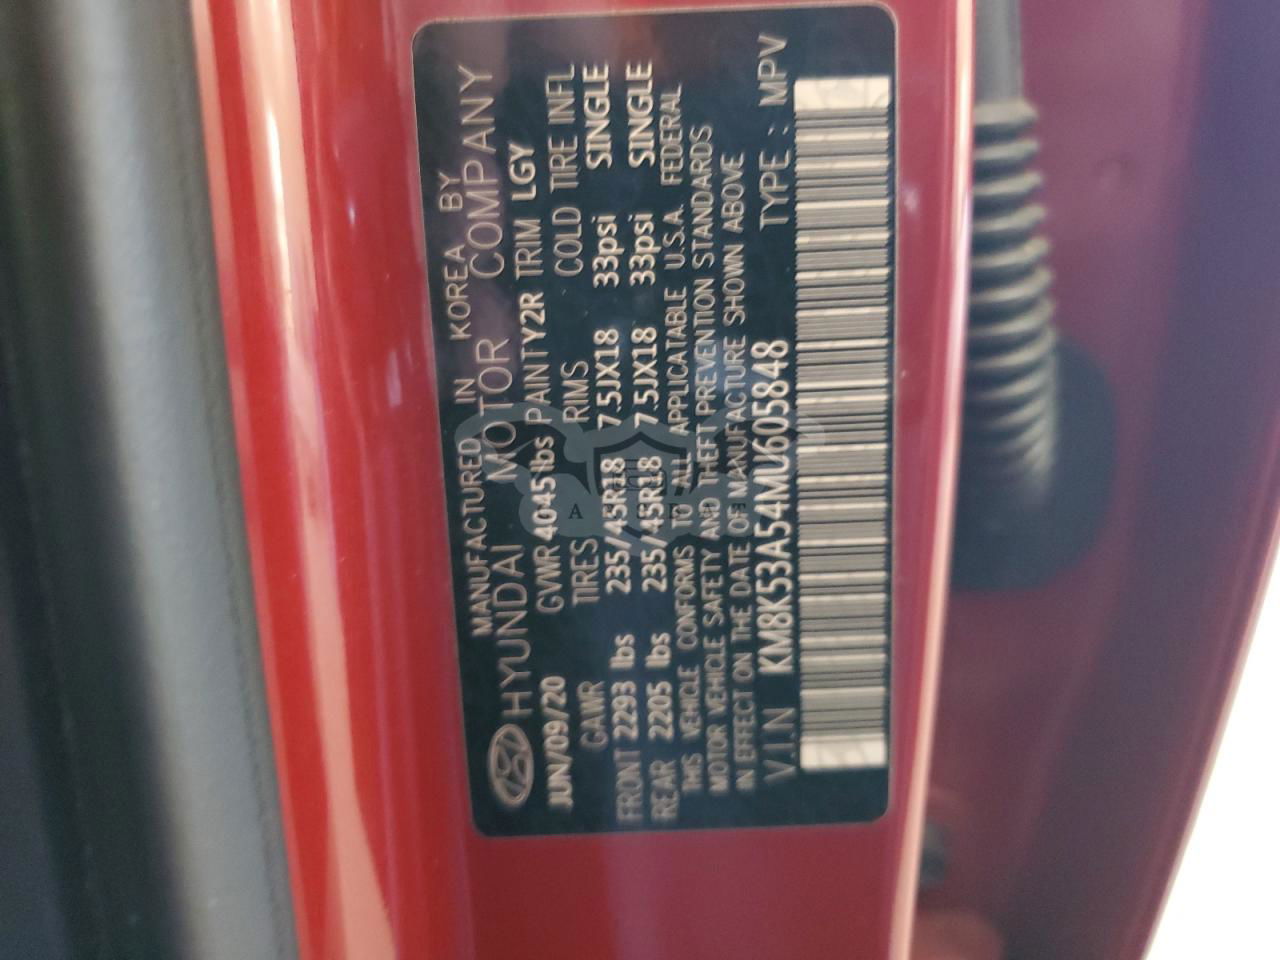 MANUFACTURED IN KOREA BY
HYUNDAI MOTOR COMPANY
JUN/09/20 GVWR 4045lbs PAINT Y2R TRIM LGY
GAWR TIRES RIMS COLD TIRE INFL
FRONT 2293 lbs 235/45R18 7.5JX18 33psi SINGLE
REAR 2205 lbs 235/45R18 7.5JX18 33psi SINGLE
THIS VEHICLE CONFORMS TO ALL APPLICATABLE U.S.A. FEDERAL
MOTOR VEHICLE SAFETY AND THEFT PREVENTION STANDARDS
IN EFFECT ON THE DATE OF MANUFACTURE SHOWN ABOVE
V.I.N KM8K53A54MU605848 TYPE : MPV